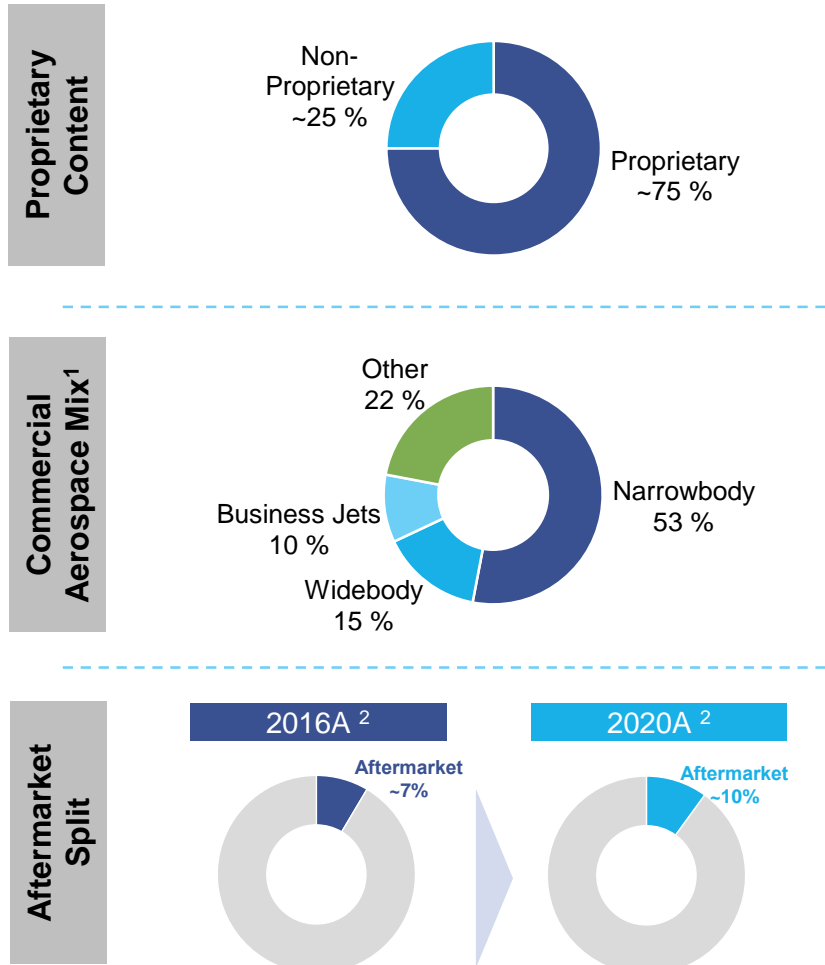 Proprietary
Content
Non-
Proprietary
~25 %
Proprietary
~75 %
Commercial
Aerospace Mix¹
Other
22 %
Narrowbody
53 %
Business Jets
10 %
Widebody
15 %
Aftermarket
Split
2016A ²
Aftermarket
~7%
2020A ²
Aftermarket
~10%